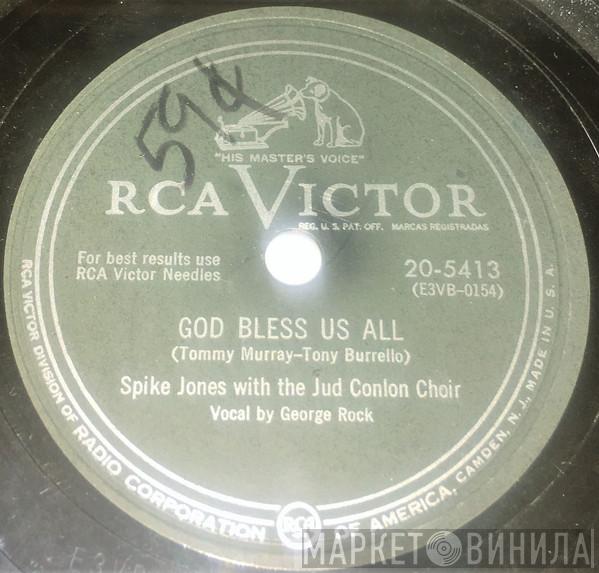 59¢
"HIS MASTER'S VOICE"
RCA VICTOR
REG. U. S. PAT. OFF. MARCAS REGISTRADAS
For best results use
RCA Victor Needles
20-5413
(E3VB-0154)
GOD BLESS US ALL
(Tommy Murray-Tony Burrello)
Spike Jones with the Jud Conlon Choir
Vocal by George Rock
RCA VICTOR DIVISION OF RADIO CORPORATION OF AMERICA, CAMDEN, N. J., MADE IN U. S. A.
RCA
E3V
МАРКЕТ ВИНИЛА